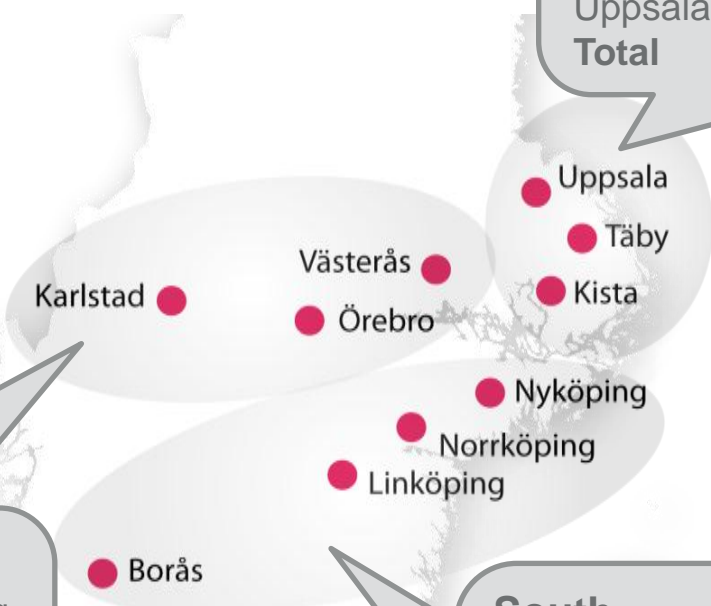 Uppsala
Total
Uppsala
Täby
Västerås
Kista
Karlstad
Örebro
Nyköping
Norrköping
Linköping
Borås
South